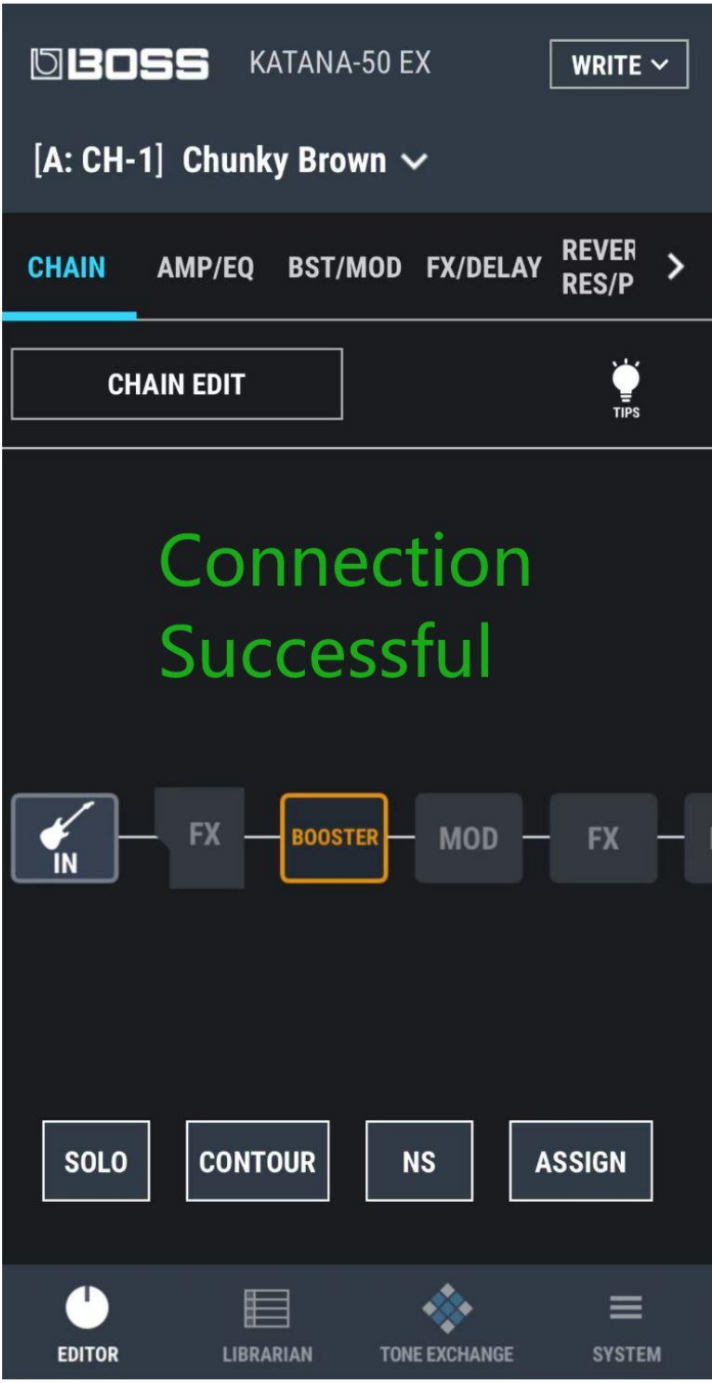 BOSS KATANA-50 EX WRITE
[A: CH-1] Chunky Brown
CHAIN AMP/EQ BST/MOD FX/DELAY REVER
RES/P
CHAIN EDIT
TIPS
Connection
Successful
IN FX BOOSTER MOD FX
SOLO CONTOUR NS ASSIGN
EDITOR LIBRARIAN TONE EXCHANGE SYSTEM